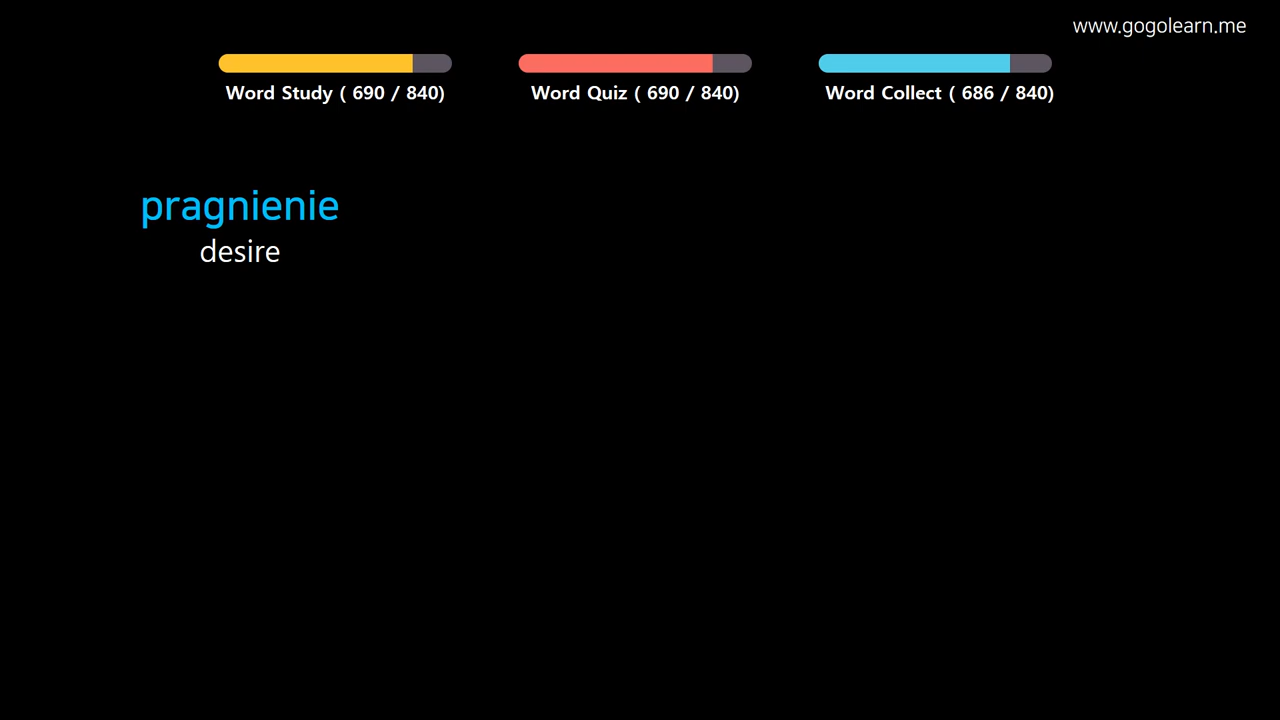 www.gogolearn.me
Word Study ( 690 / 840)
Word Quiz ( 690 / 840)
Word Collect ( 686 / 840)
pragnienie
desire